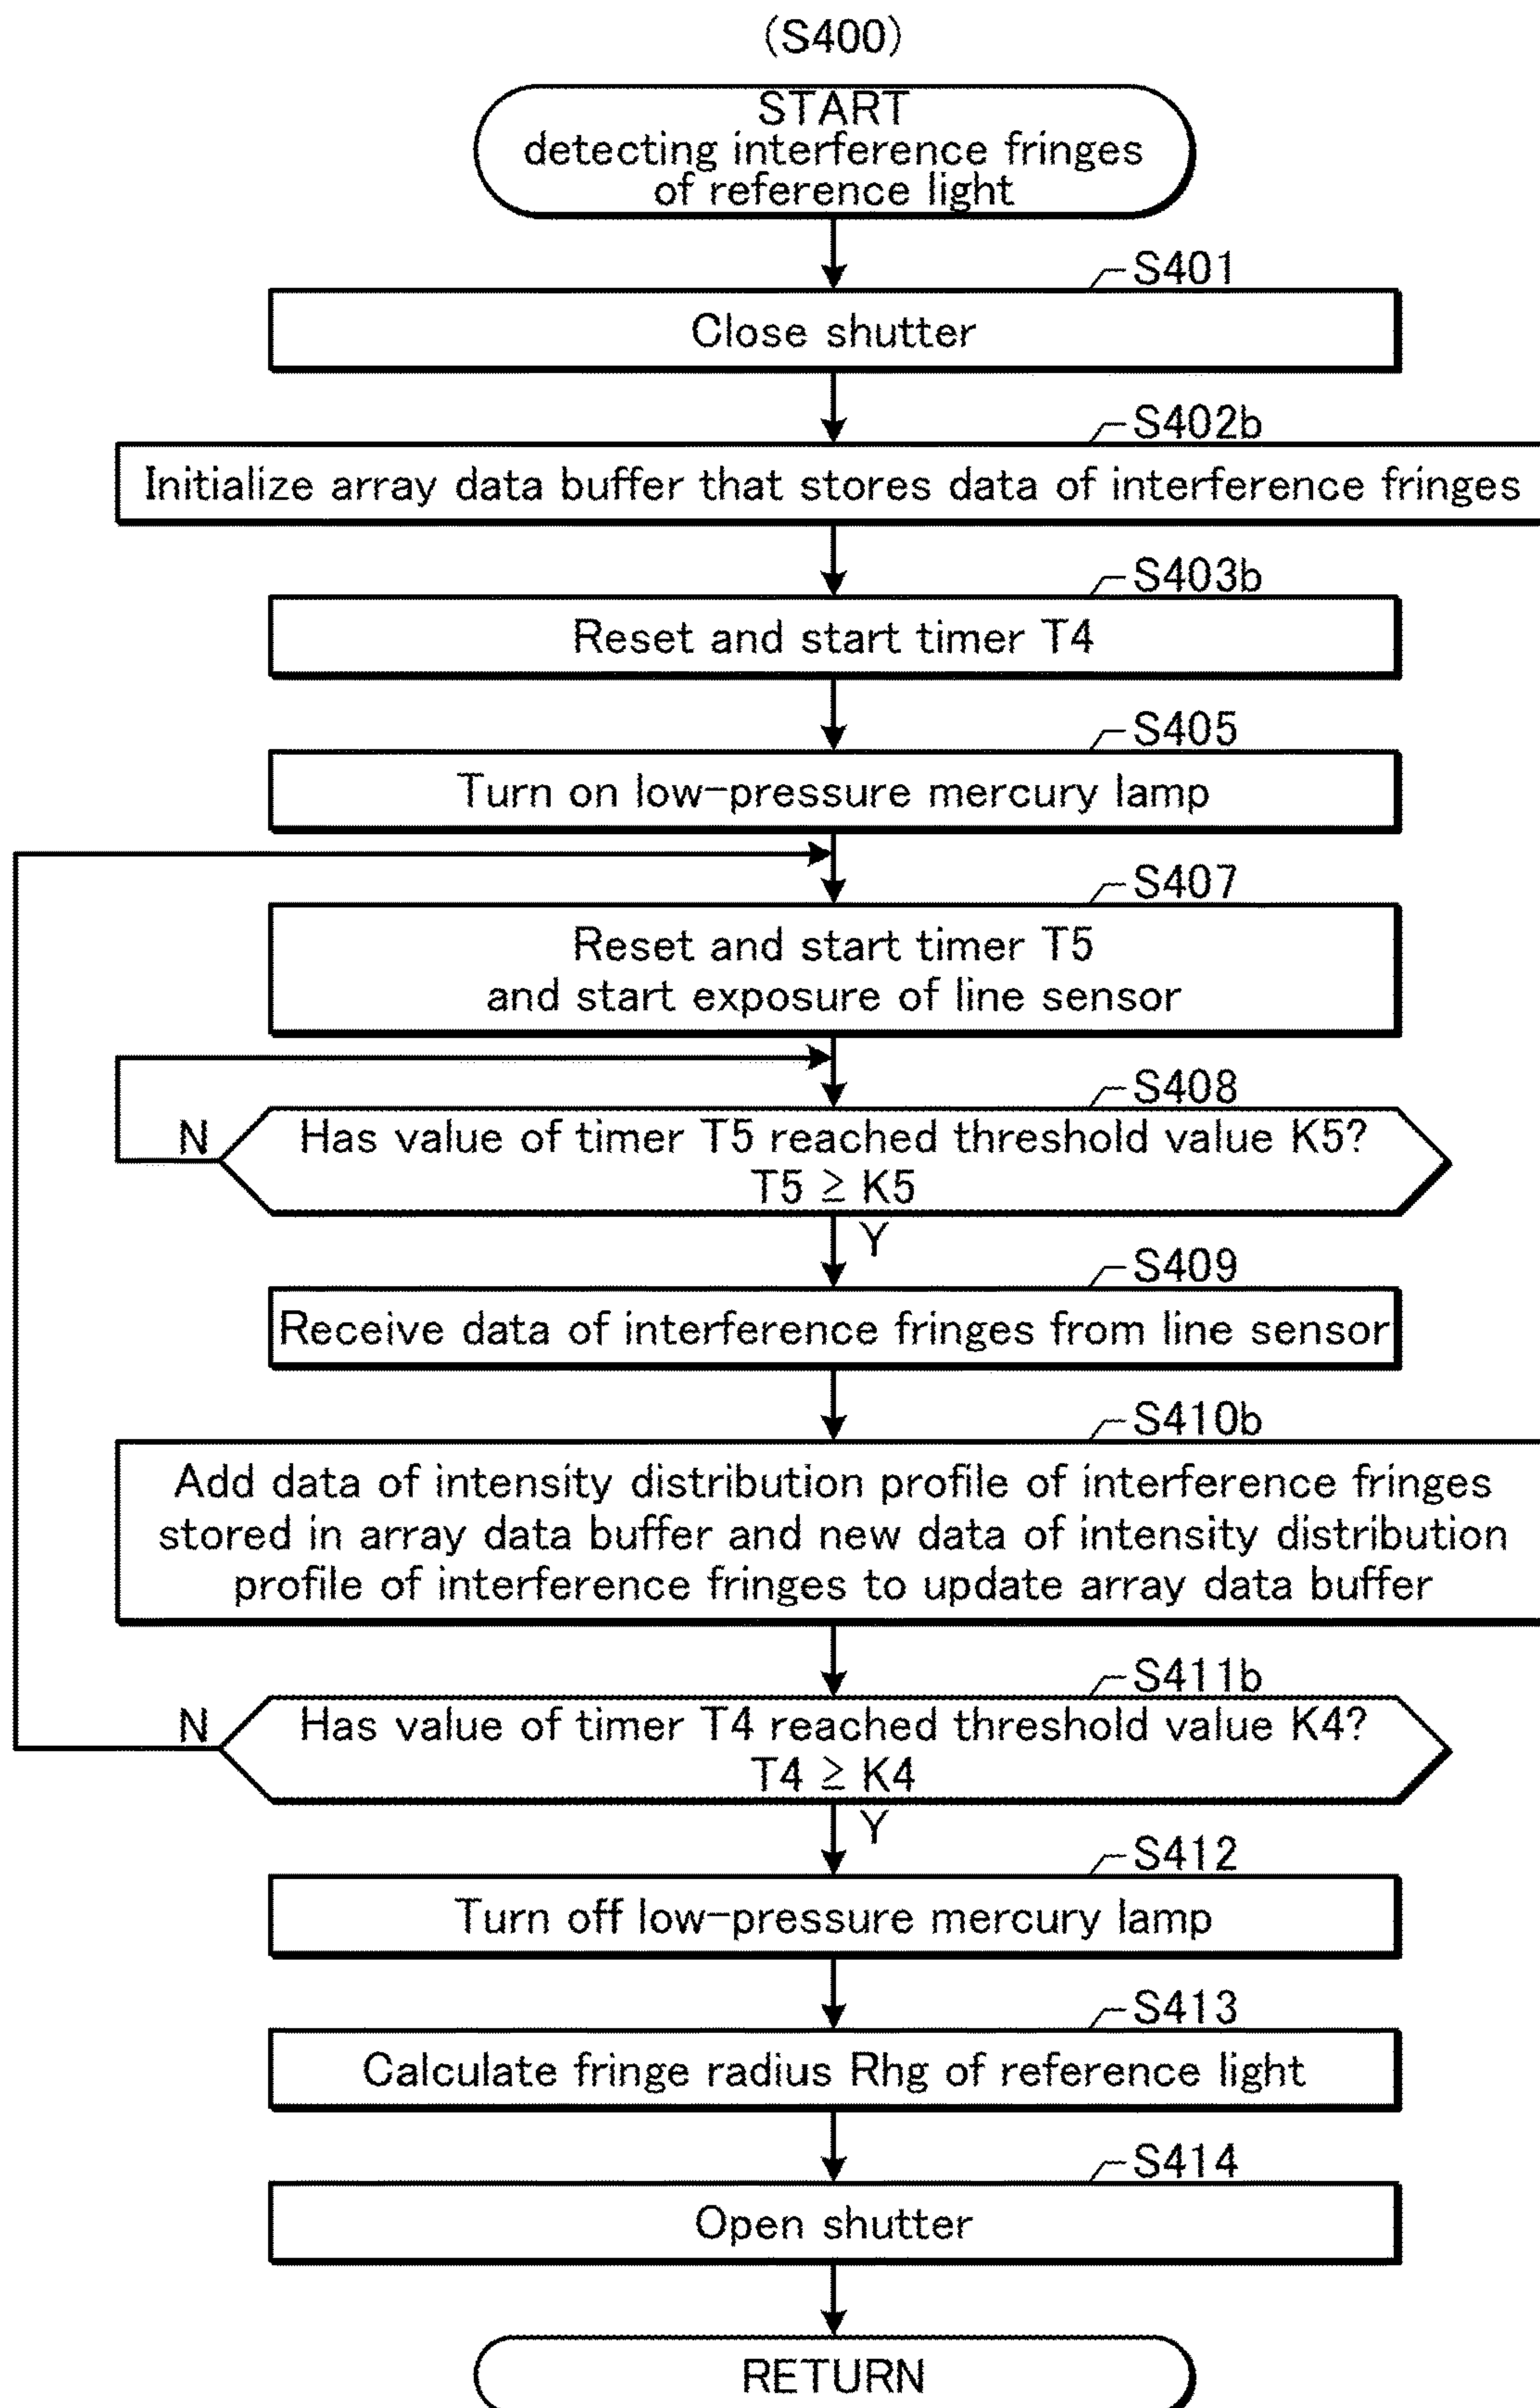 (S400)
START
detecting interference fringes
of reference light
S401
Close shutter
S402b
Initialize array data buffer that stores data of interference fringes
S403b
Reset and start timer T4
S405
Turn on low-pressure mercury lamp
S407
Reset and start timer T5
and start exposure of line sensor
S408
N
Has value of timer T5 reached threshold value K5?
T5 ≥ K5
Y
S409
Receive data of interference fringes from line sensor
S410b
Add data of intensity distribution profile of interference fringes
stored in array data buffer and new data of intensity distribution
profile of interference fringes to update array data buffer
S411b
N
Has value of timer T4 reached threshold value K4?
T4 ≥ K4
Y
S412
Turn off low-pressure mercury lamp
S413
Calculate fringe radius Rhg of reference light
S414
Open shutter
RETURN